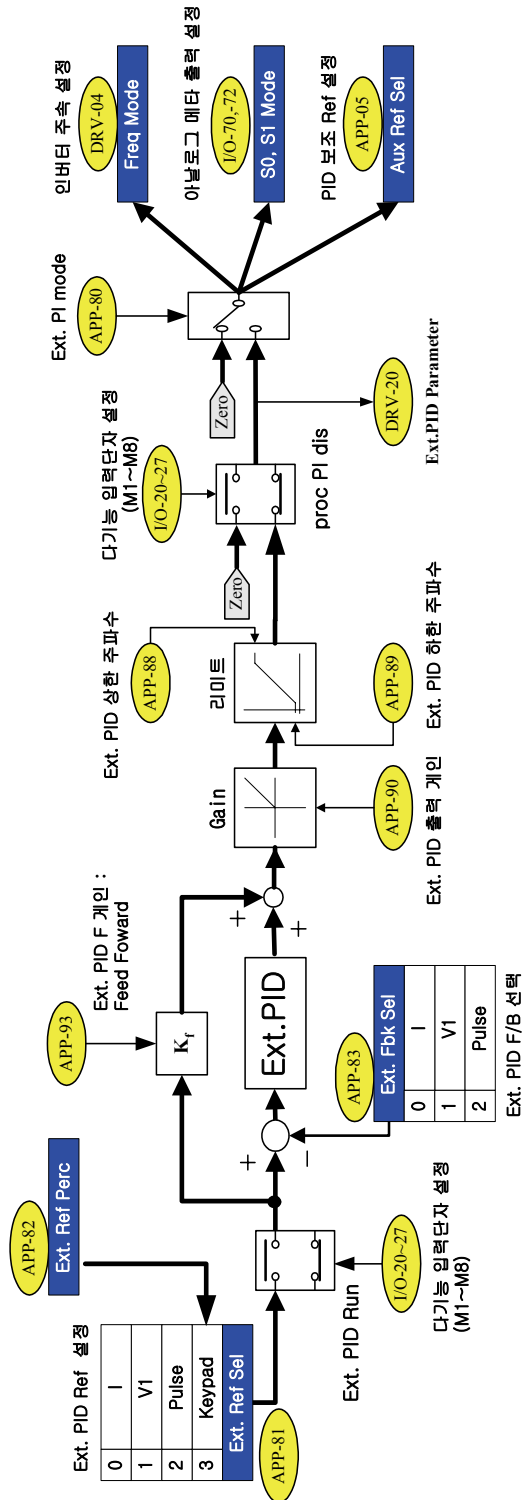 Ext. PID Ref 설정
0 I
1 V1
2 Pulse
3 Keypad
Ext. Ref Sel
APP-81
APP-82
Ext. Ref Perc
Ext. PID Run
I/O-20~27
다기능 입력단자 설정
(M1~M8)
APP-93
Ext. PID F 게인 :
Feed Foward
Kf
+
−
Ext.PID
+
+
APP-83
Ext. Fbk Sel
0 I
1 V1
2 Pulse
Ext. PID F/B 선택
Gain
APP-90
Ext. PID 출력 게인
Ext. PID 상한 주파수
APP-88
리미트
APP-89
Ext. PID 하한 주파수
다기능 입력단자 설정
(M1~M8)
I/O-20~27
Zero
proc PI dis
Ext. PI mode
APP-80
Zero
DRV-20
Ext.PID Parameter
인버터 주속 설정
DRV-04
Freq Mode
아날로그 메타 출력 설정
I/O-70,-72
S0, S1 Mode
PID 보조 Ref 설정
APP-05
Aux Ref Sel